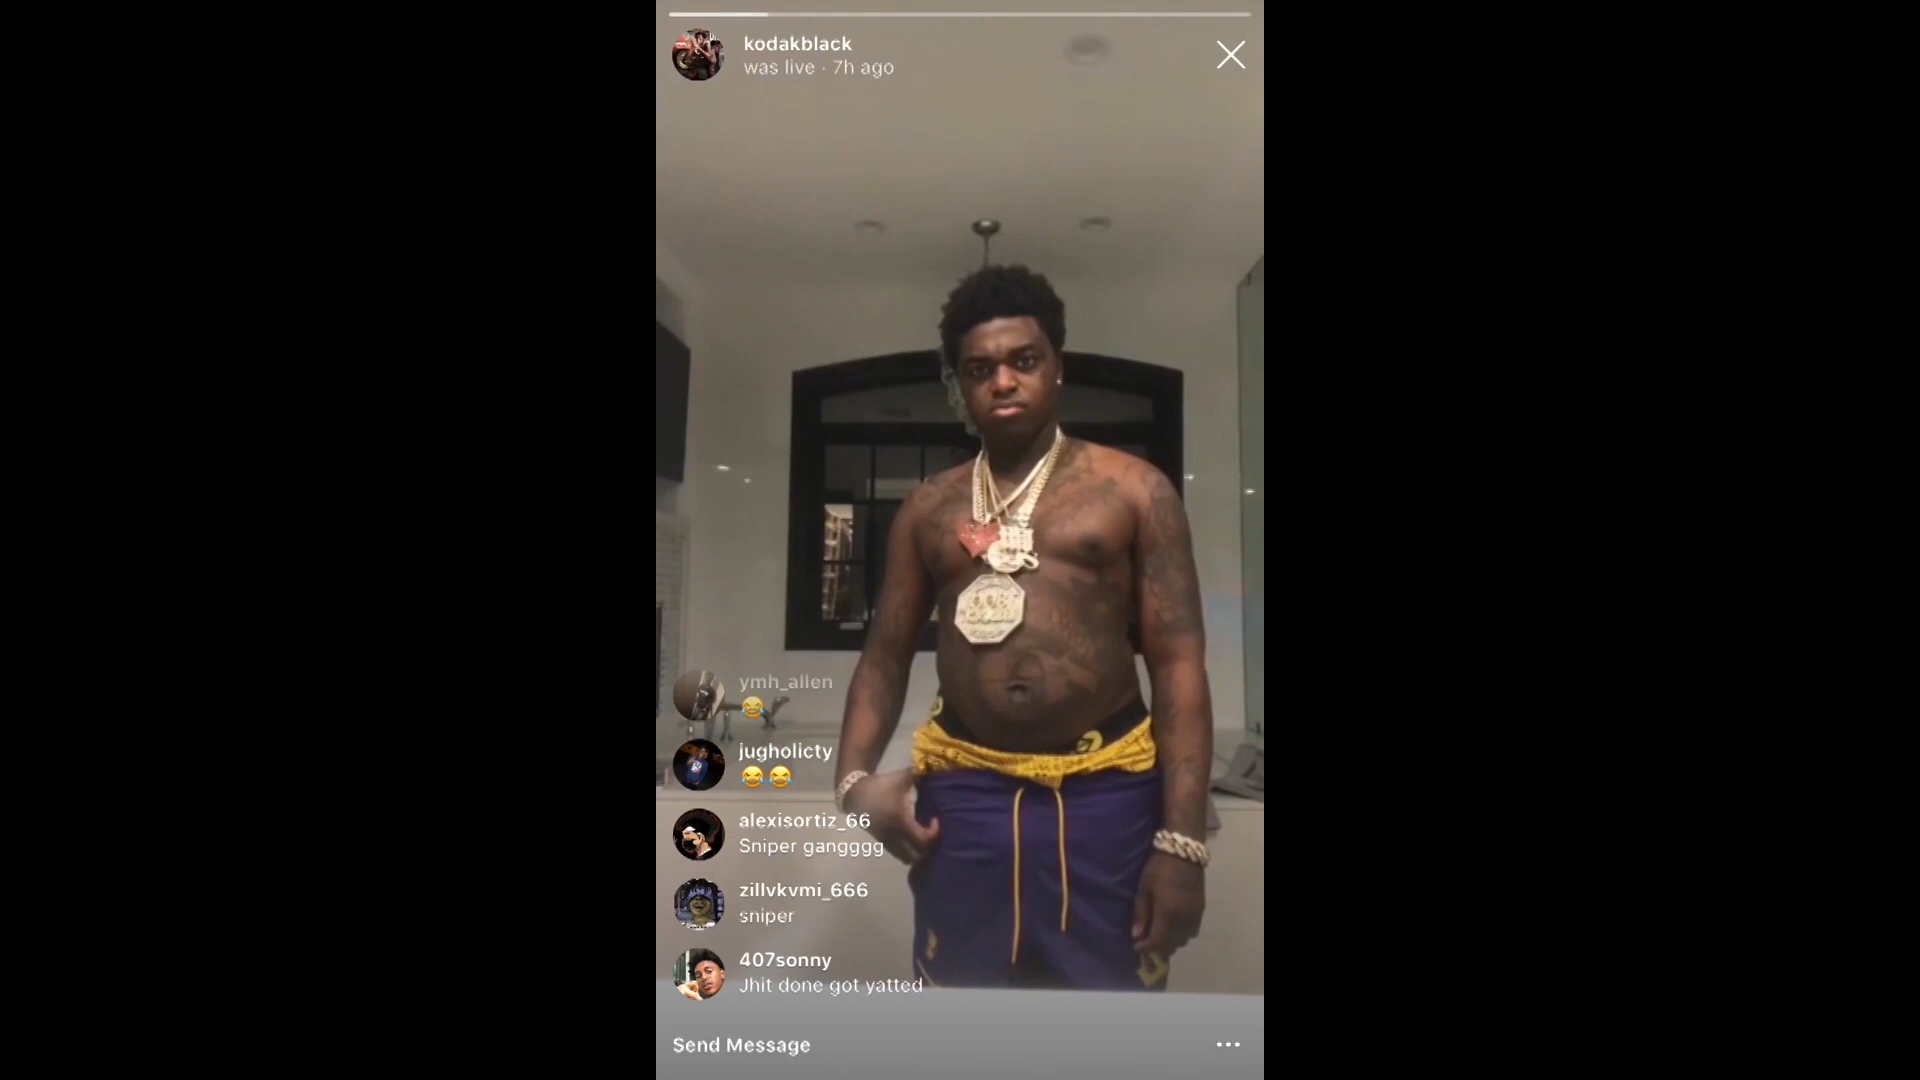 kodakblack
was live · 7h ago
ymh_allen
😂
jugholicty
😂😂
alexisortiz_66
Sniper gangggg
zillvkvmi_666
sniper
407sonny
Jhit done got yatted
Send Message